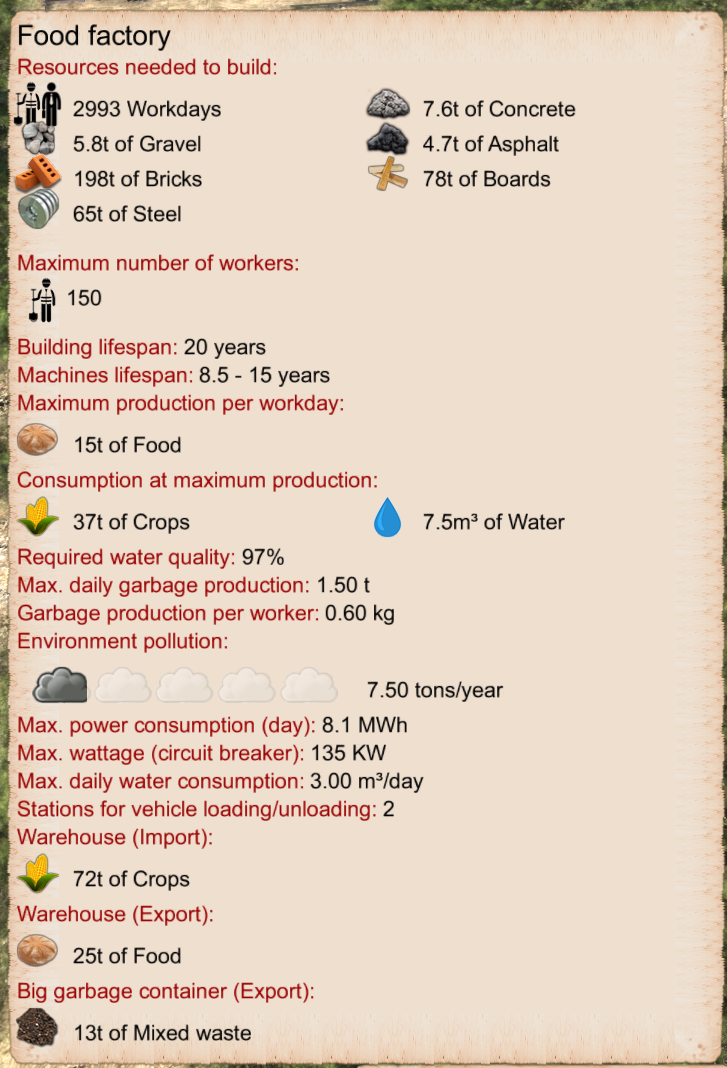 Food factory
Resources needed to build:
2993 Workdays 7.6t of Concrete
5.8t of Gravel 4.7t of Asphalt
198t of Bricks 78t of Boards
65t of Steel
Maximum number of workers:
150
Building lifespan: 20 years
Machines lifespan: 8.5 - 15 years
Maximum production per workday:
15t of Food
Consumption at maximum production:
37t of Crops 7.5m³ of Water
Required water quality: 97%
Max. daily garbage production: 1.50 t
Garbage production per worker: 0.60 kg
Environment pollution:
7.50 tons/year
Max. power consumption (day): 8.1 MWh
Max. wattage (circuit breaker): 135 KW
Max. daily water consumption: 3.00 m³/day
Stations for vehicle loading/unloading: 2
Warehouse (Import):
72t of Crops
Warehouse (Export):
25t of Food
Big garbage container (Export):
13t of Mixed waste